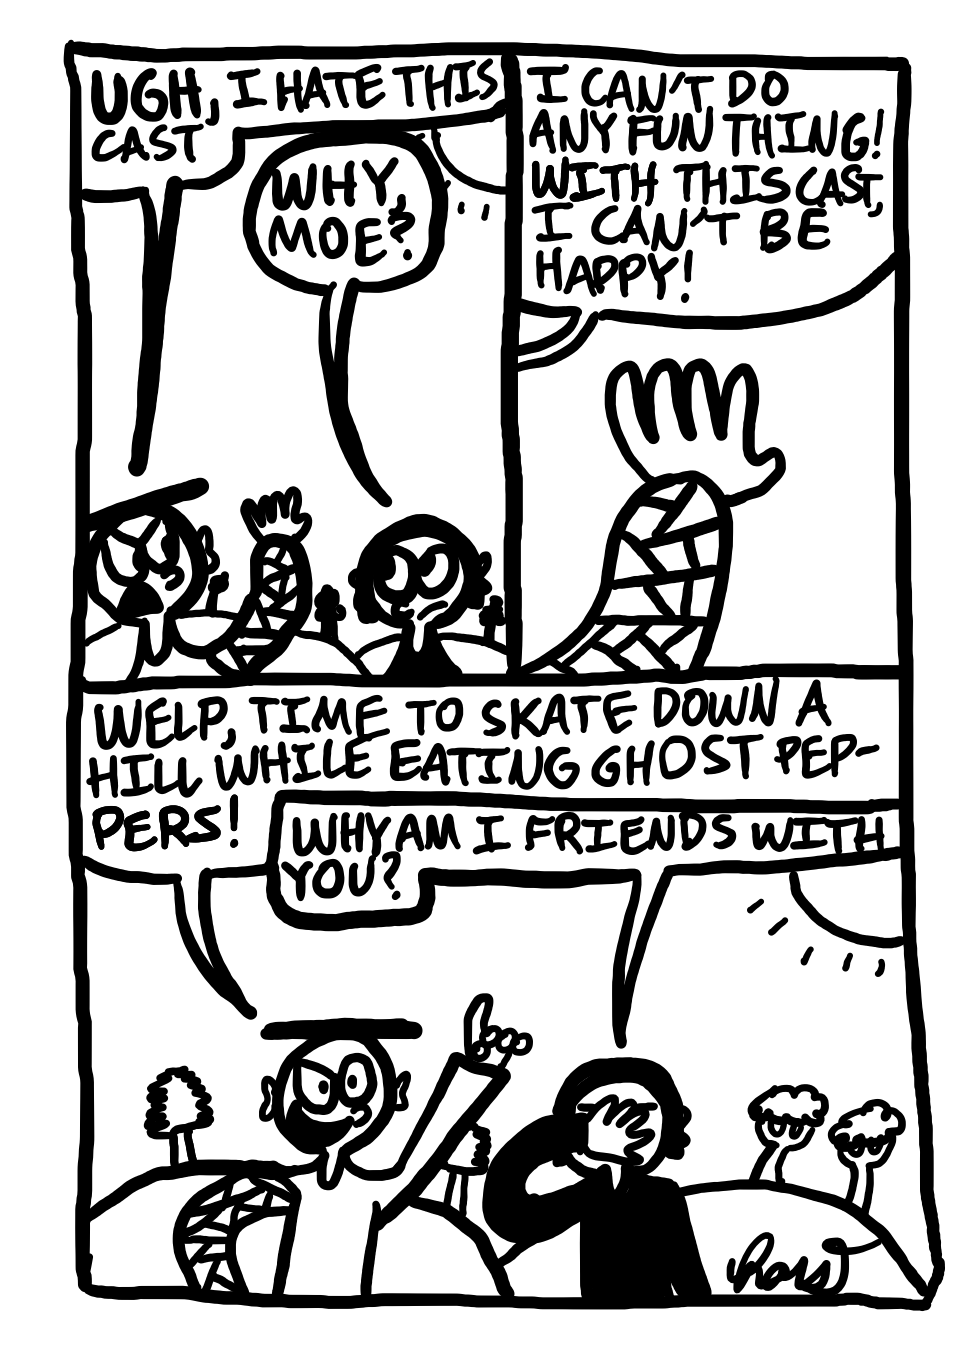 UGH, I HATE THIS
CAST
WHY,
MOE?
I CAN'T DO
ANY FUN THING!
WITH THIS CAST,
I CAN'T BE
HAPPY!
WELP, TIME TO SKATE DOWN A
HILL WHILE EATING GHOST PEP-
PERS!
WHY AM I FRIENDS WITH
YOU?